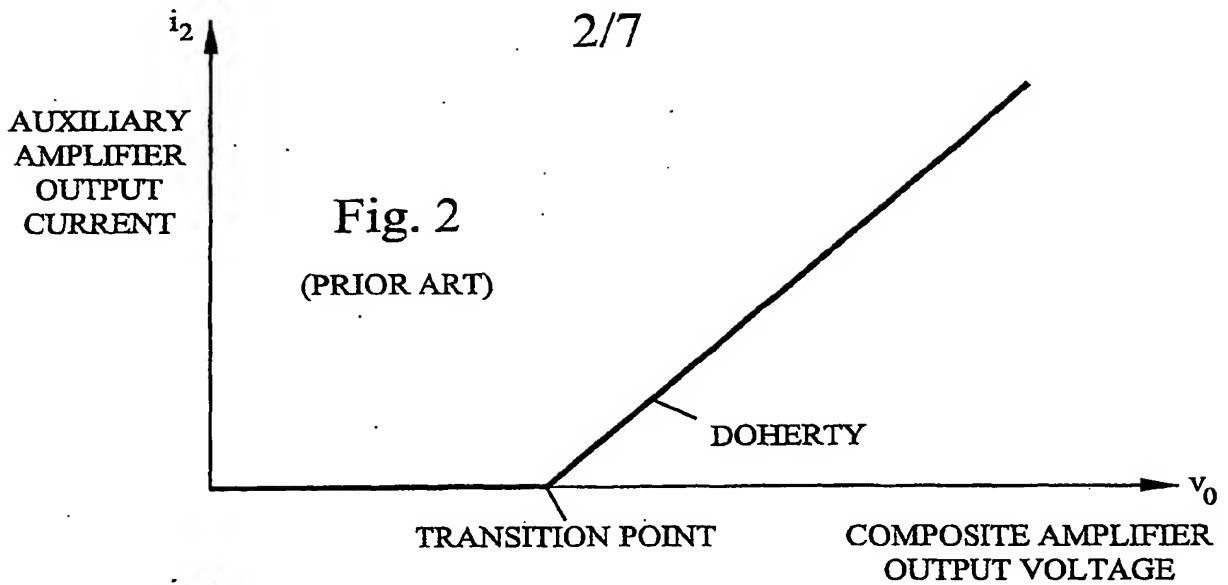 2/7
i2
AUXILIARY
AMPLIFIER
OUTPUT
CURRENT
Fig. 2
(PRIOR ART)
DOHERTY
v0
TRANSITION POINT
COMPOSITE AMPLIFIER
OUTPUT VOLTAGE